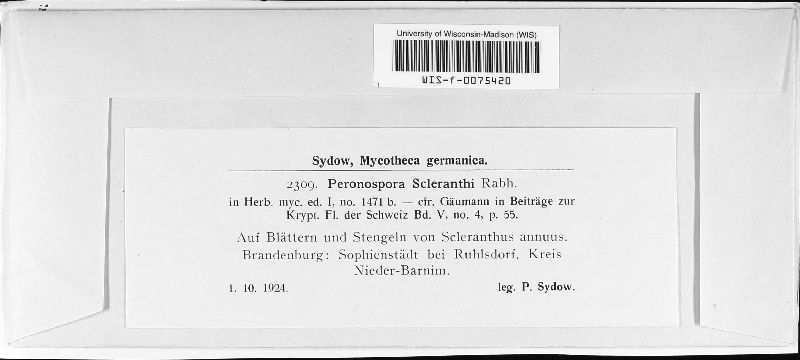 University of Wisconsin-Madison (WIS)
WIS-f-0075420
Sydow, Mycotheca germanica.
2309. Peronospora Scleranthi Rabh.
in Herb. myc. ed. I, no. 1471 b. — cfr. Gäumann in Beiträge zur
Krypt. Fl. der Schweiz Bd. V, no. 4, p. 55.
Auf Blättern und Stengeln von Scleranthus annuus.
Brandenburg: Sophienstädt bei Ruhlsdorf, Kreis
Nieder-Barnim.
1. 10. 1924. leg. P. Sydow.